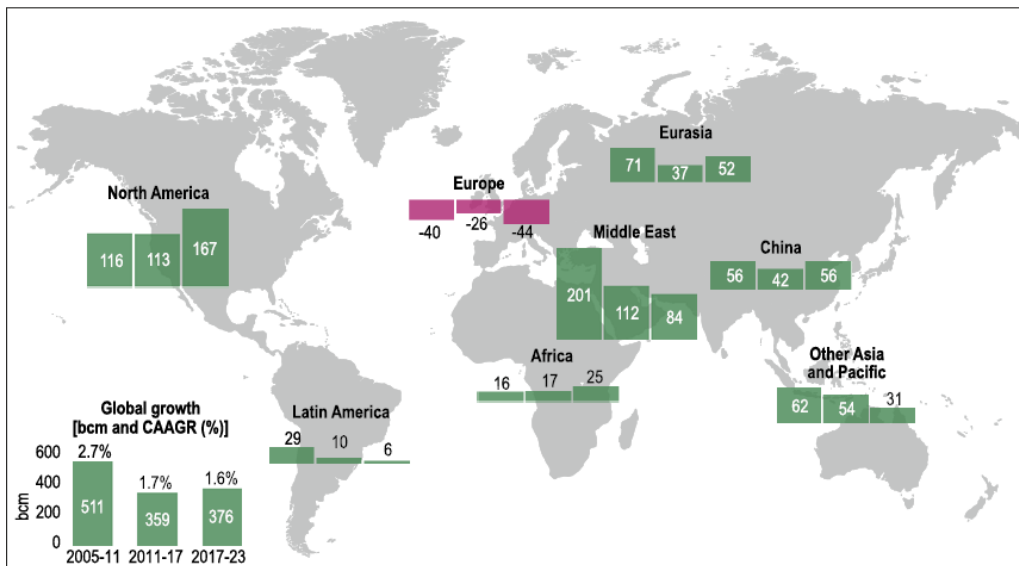 Eurasia
71 37 52
North America
116 113 167
Europe
-40 -26 -44
Middle East
201 112 84
China
56 42 56
Africa
16 17 25
Other Asia
and Pacific
62 54 31
Latin America
29 10 6
Global growth
[bcm and CAAGR (%)]
bcm
600
400
200
0
2.7% 1.7% 1.6%
511 359 376
2005-11 2011-17 2017-23